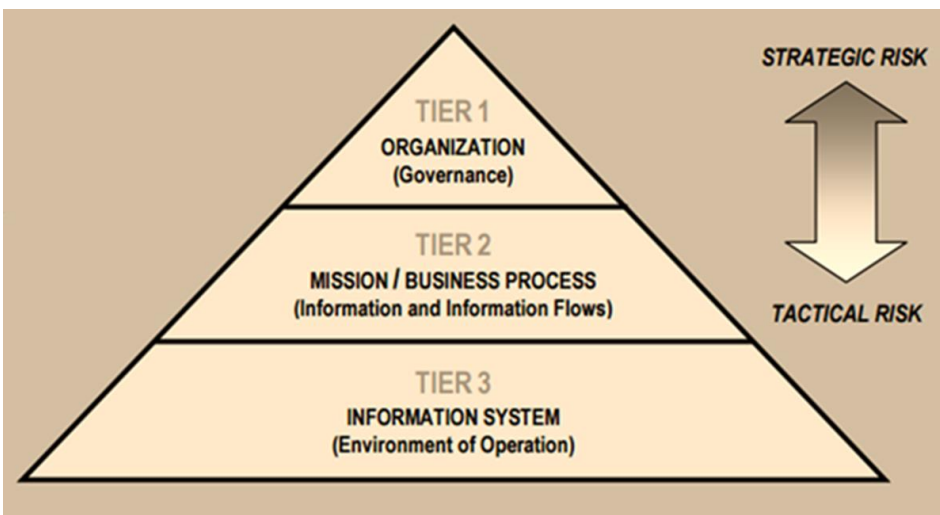 STRATEGIC RISK
TIER 1
ORGANIZATION
(Governance)
TIER 2
MISSION / BUSINESS PROCESS
(Information and Information Flows)
TACTICAL RISK
TIER 3
INFORMATION SYSTEM
(Environment of Operation)